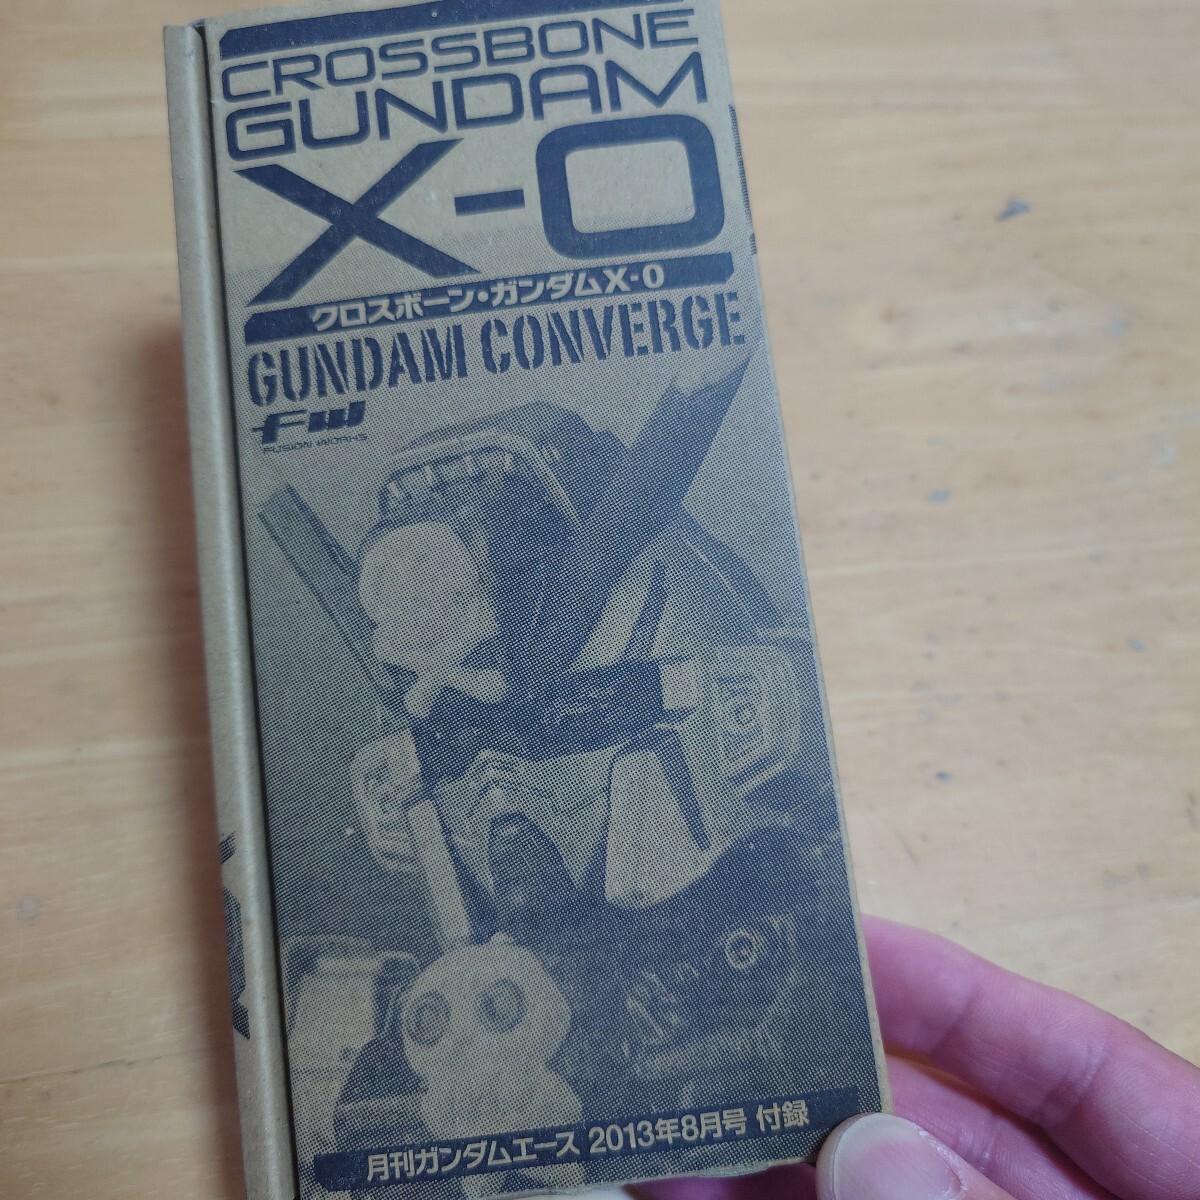 CROSSBONE
GUNDAM
X-0
クロスボーン・ガンダムX-0
GUNDAM CONVERGE
FW
FUSION WORKS
月刊ガンダムエース 2013年8月号 付録